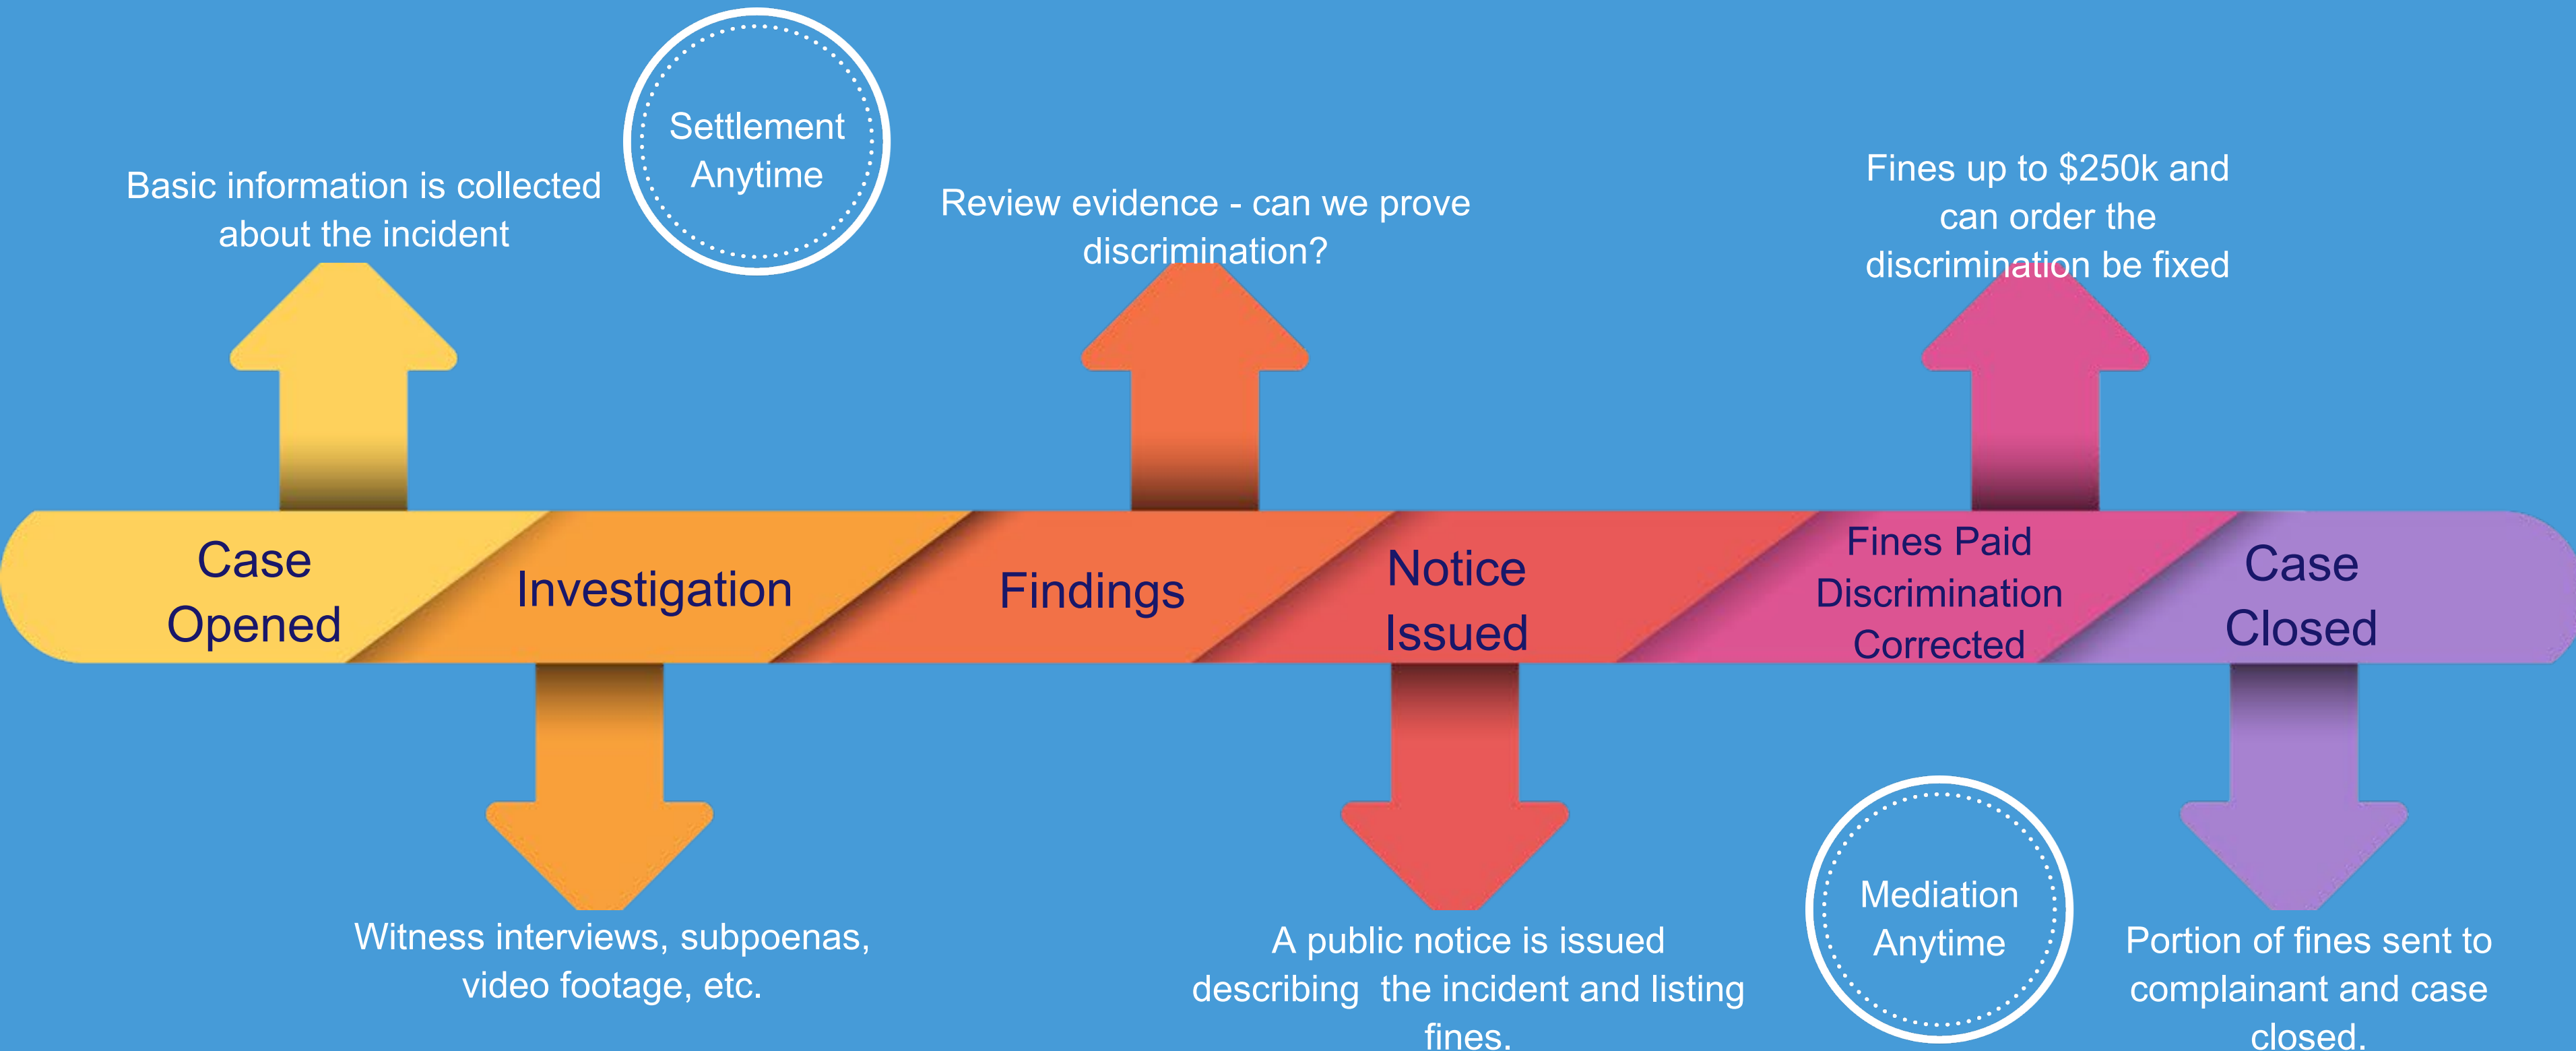 Settlement
Anytime
Basic information is collected
about the incident
Review evidence - can we prove
discrimination?
Fines up to $250k and
can order the
discrimination be fixed
Case
Opened
Investigation
Findings
Notice
Issued
Fines Paid
Discrimination
Corrected
Case
Closed
Witness interviews, subpoenas,
video footage, etc.
A public notice is issued
describing  the incident and listing
fines.
Mediation
Anytime
Portion of fines sent to
complainant and case
closed.